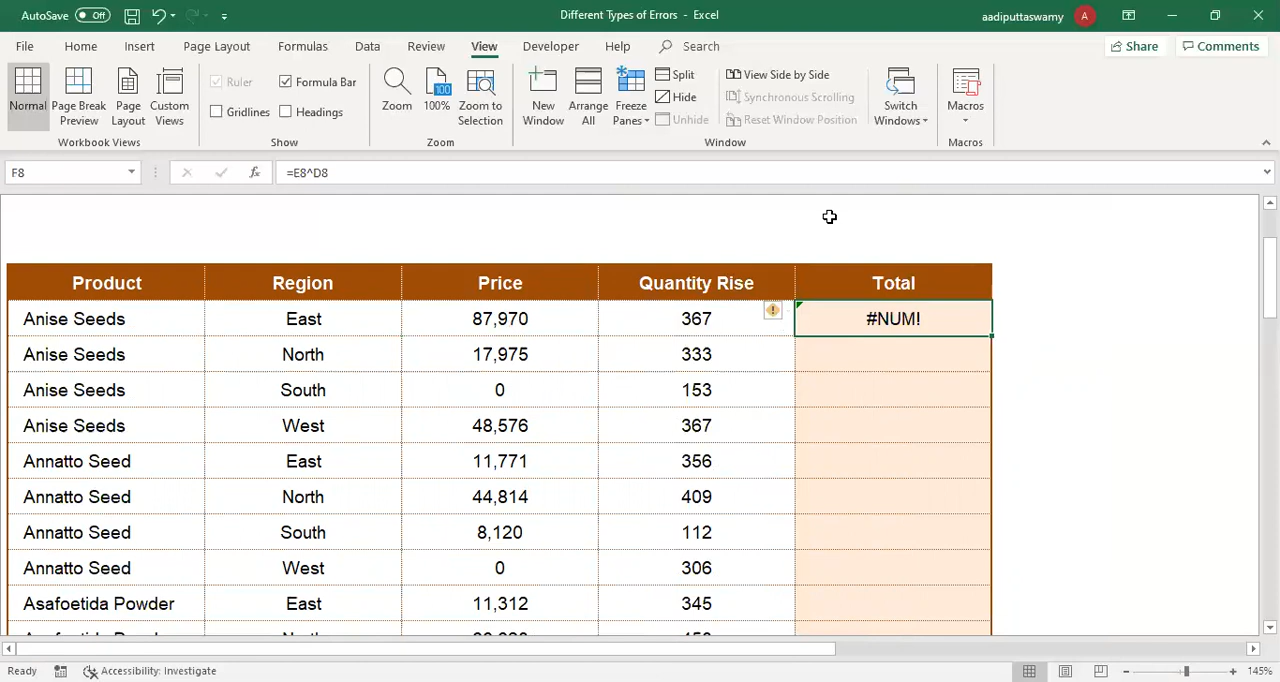 AutoSave Off Different Types of Errors - Excel aadiputtaswamy A
File Home Insert Page Layout Formulas Data Review View Developer Help Search Share Comments
Normal Page Break Preview Page Layout Custom Views
Ruler Formula Bar
Gridlines Headings
Zoom 100% Zoom to Selection
New Window Arrange All Freeze Panes
Split
Hide
Unhide
View Side by Side
Synchronous Scrolling
Reset Window Position
Switch Windows Macros
Workbook Views Show Zoom Window Macros
F8 fx =E8^D8
Product Region Price Quantity Rise Total
Anise Seeds East 87,970 367 #NUM!
Anise Seeds North 17,975 333
Anise Seeds South 0 153
Anise Seeds West 48,576 367
Annatto Seed East 11,771 356
Annatto Seed North 44,814 409
Annatto Seed South 8,120 112
Annatto Seed West 0 306
Asafoetida Powder East 11,312 345
Ready Accessibility: Investigate 145%